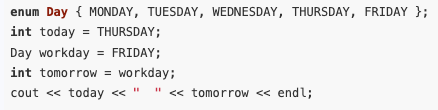 enum Day { MONDAY, TUESDAY, WEDNESDAY, THURSDAY, FRIDAY };
int today = THURSDAY;
Day workday = FRIDAY;
int tomorrow = workday;
cout << today << "  " << tomorrow << endl;